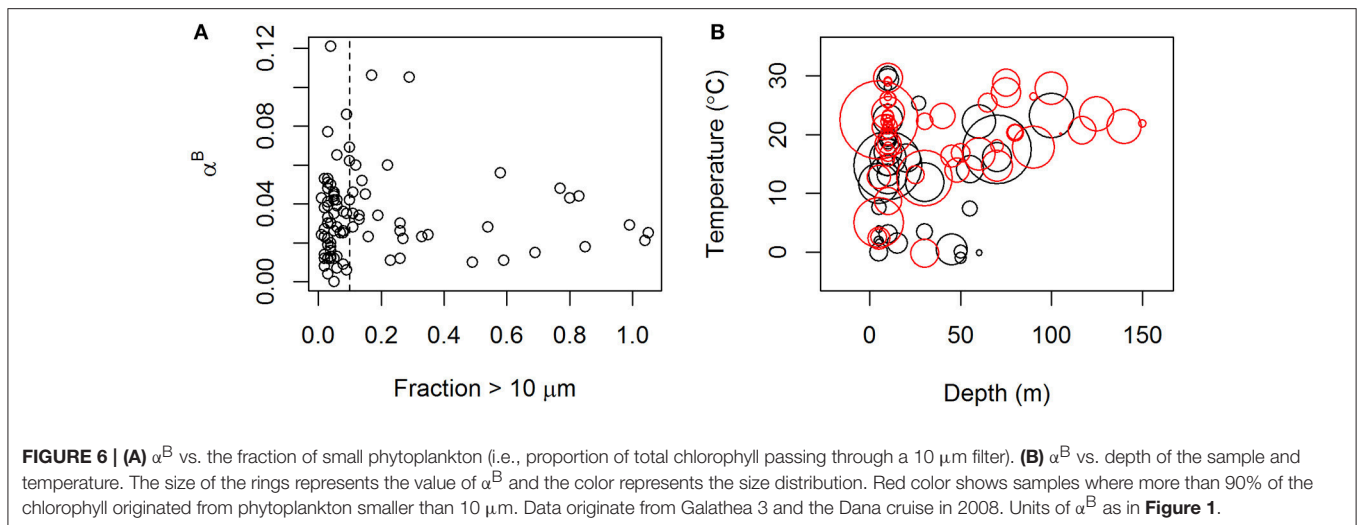 A
B
0.12
0.08
0.04
0.00
αᴮ
0.0 0.2 0.4 0.6 0.8 1.0
Fraction > 10 μm
30
20
10
0
Temperature (°C)
0 50 100 150
Depth (m)
FIGURE 6 | (A) αᴮ vs. the fraction of small phytoplankton (i.e., proportion of total chlorophyll passing through a 10 μm filter). (B) αᴮ vs. depth of the sample and
temperature. The size of the rings represents the value of αᴮ and the color represents the size distribution. Red color shows samples where more than 90% of the
chlorophyll originated from phytoplankton smaller than 10 μm. Data originate from Galathea 3 and the Dana cruise in 2008. Units of αᴮ as in Figure 1.